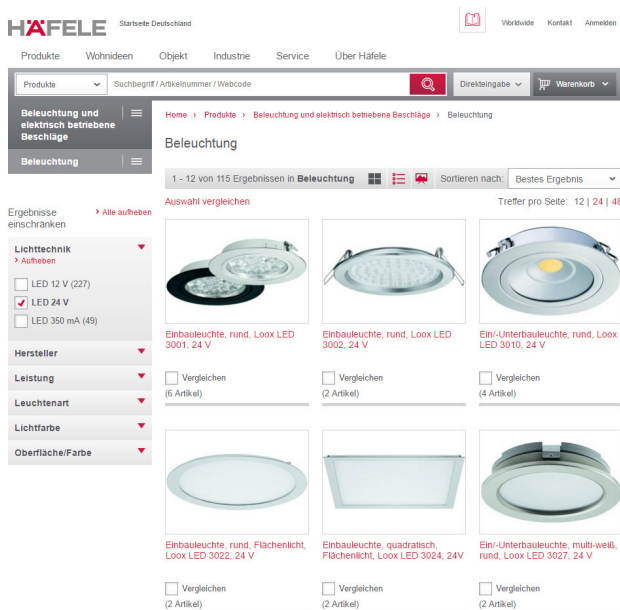 HÄFELE
Startseite Deutschland
Worldwide Kontakt Anmelden
Produkte Wohnideen Objekt Industrie Service Über Häfele
Produkte Suchbegriff / Artikelnummer / Webcode Direkteingabe Warenkorb
Beleuchtung und
elektrisch betriebene
Beschläge
Beleuchtung
Home › Produkte › Beleuchtung und elektrisch betriebene Beschläge › Beleuchtung
Beleuchtung
1 - 12 von 115 Ergebnissen in Beleuchtung Sortieren nach: Bestes Ergebnis
Auswahl vergleichen Treffer pro Seite: 12 | 24 | 48
Ergebnisse
einschränken
› Alle aufheben
Lichttechnik
› Aufheben
LED 12 V (227)
LED 24 V
LED 350 mA (49)
Hersteller
Leistung
Leuchtenart
Lichtfarbe
Oberfläche/Farbe
Einbauleuchte, rund, Loox LED
3001, 24 V
Vergleichen
(6 Artikel)
Einbauleuchte, rund, Loox LED
3002, 24 V
Vergleichen
(2 Artikel)
Ein/-Unterbauleuchte, rund, Loox
LED 3010, 24 V
Vergleichen
(4 Artikel)
Einbauleuchte, rund, Flächenlicht,
Loox LED 3022, 24 V
Vergleichen
(2 Artikel)
Einbauleuchte, quadratisch,
Flächenlicht, Loox LED 3024, 24V
Vergleichen
(2 Artikel)
Ein/-Unterbauleuchte, multi-weiß,
rund, Loox LED 3027, 24 V
Vergleichen
(2 Artikel)